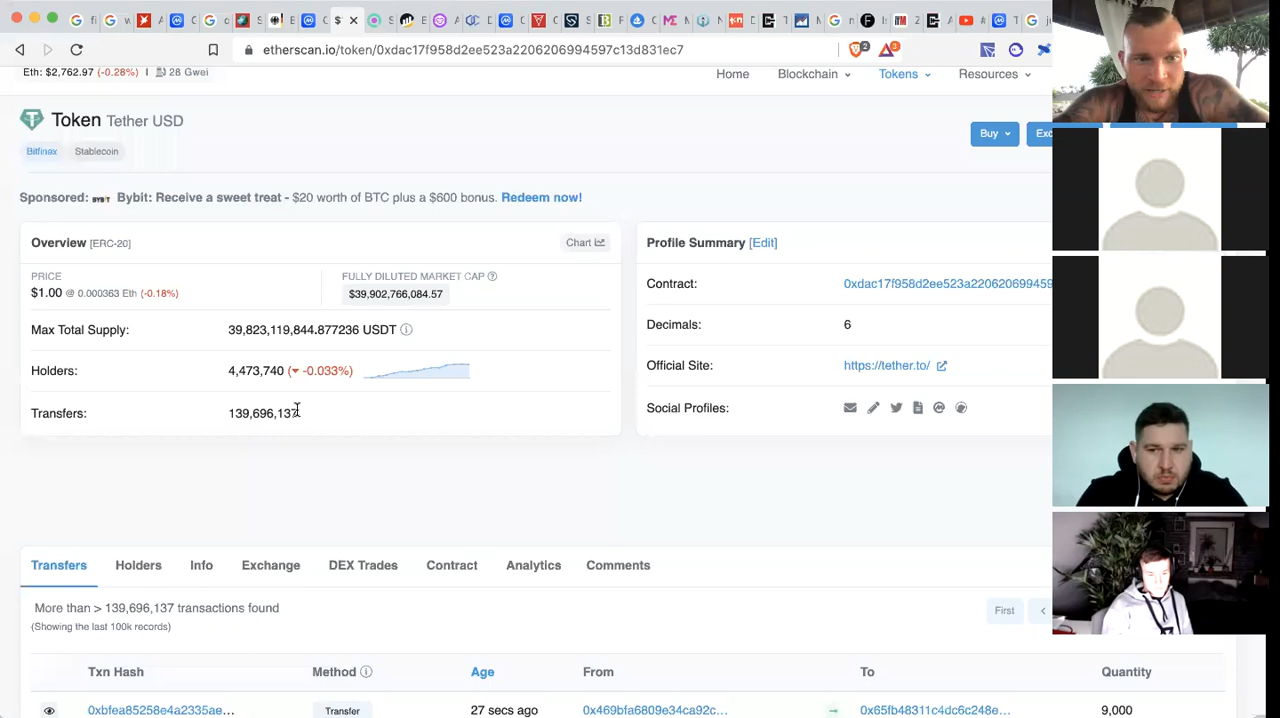 etherscan.io/token/0xdac17f958d2ee523a2206206994597c13d831ec7
2
3
Eth: $2,762.97 (-0.28%) | 28 Gwei
Home Blockchain Tokens Resources
Token Tether USD
Buy
Bitfinax Stablecoin
Sponsored: BYBIT Bybit: Receive a sweet treat - $20 worth of BTC plus a $600 bonus. Redeem now!
Overview [ERC-20] Chart
PRICE
$1.00 @ 0.000363 Eth (-0.18%)
FULLY DILUTED MARKET CAP
$39,902,766,084.57
Max Total Supply: 39,823,119,844.877236 USDT
Holders: 4,473,740 (-0.033%)
Transfers: 139,696,137
Profile Summary [Edit]
Contract: 0xdac17f958d2ee523a220620699459
Decimals: 6
Official Site: https://tether.to/
Social Profiles:
Transfers Holders Info Exchange DEX Trades Contract Analytics Comments
More than > 139,696,137 transactions found
(Showing the last 100k records)
First
Txn Hash Method Age From To Quantity
0xbfea85258e4a2335ae... Transfer 27 secs ago 0x469bfa6809e34ca92c... 0x65fb48311c4dc6c248e... 9,000